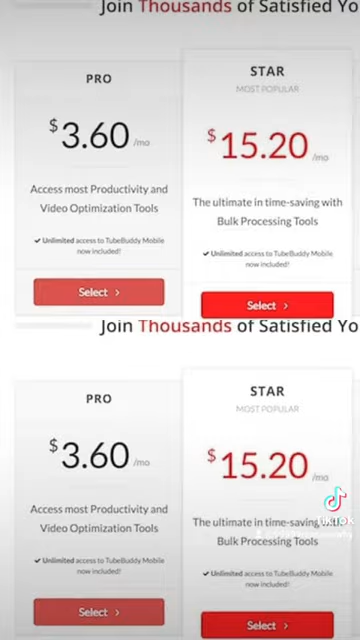 Join Thousands of Satisfied Yo
PRO
$3.60 /mo
Access most Productivity and
Video Optimization Tools
✔ Unlimited access to TubeBuddy Mobile
now included!
Select >
STAR
MOST POPULAR
$15.20 /mo
The ultimate in time-saving with
Bulk Processing Tools
✔ Unlimited access to TubeBuddy Mobile
now included!
Select >
Join Thousands of Satisfied Yo
PRO
$3.60 /mo
Access most Productivity and
Video Optimization Tools
✔ Unlimited access to TubeBuddy Mobile
now included!
Select >
STAR
MOST POPULAR
$15.20 /mo
The ultimate in time-saving with
Bulk Processing Tools
✔ Unlimited access to TubeBuddy Mobile
now included!
Select >
TikTok